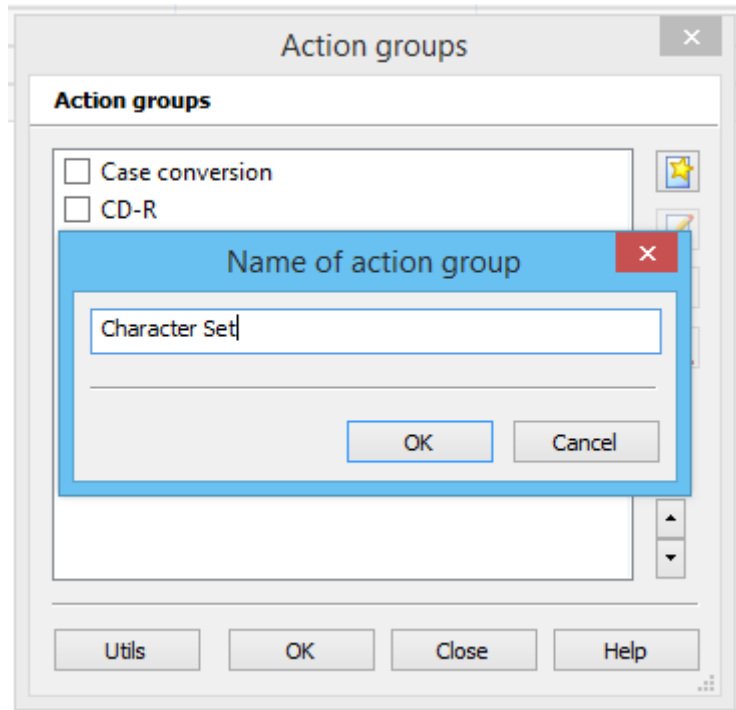 Action groups
Action groups
Case conversion
CD-R
Name of action group
Character Set
OK Cancel
Utils OK Close Help